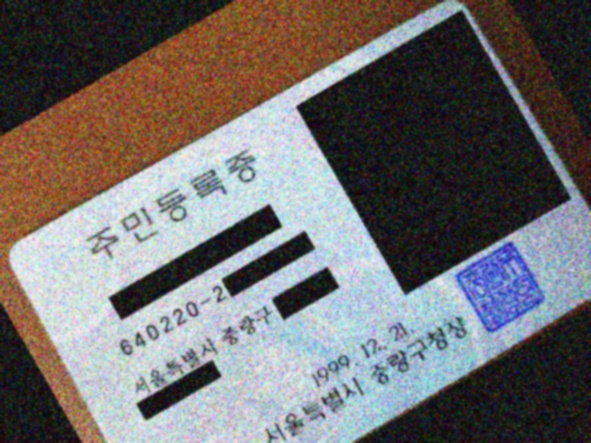 주민등록증
640220-2
서울특별시 중랑구
1999. 12. 21.
서울특별시 중랑구청장